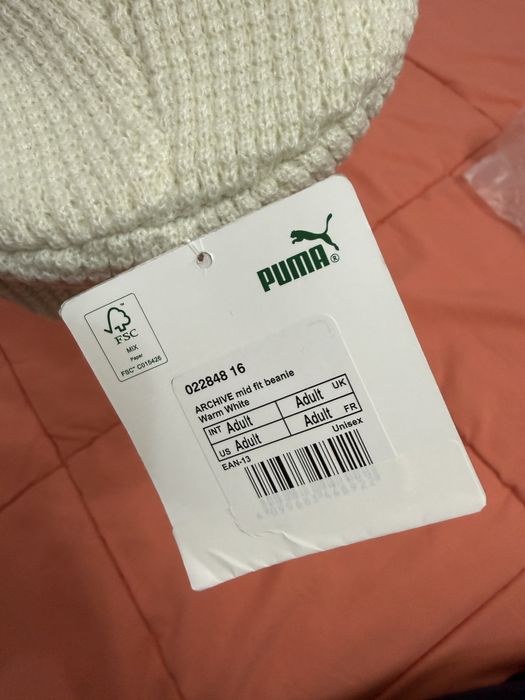 PUMA®
FSC
MIX
Paper
FSC® C015425
022848 16
ARCHIVE mid fit beanie
Warm White
INT Adult Adult UK
US Adult Adult FR
EAN-13 Unisex